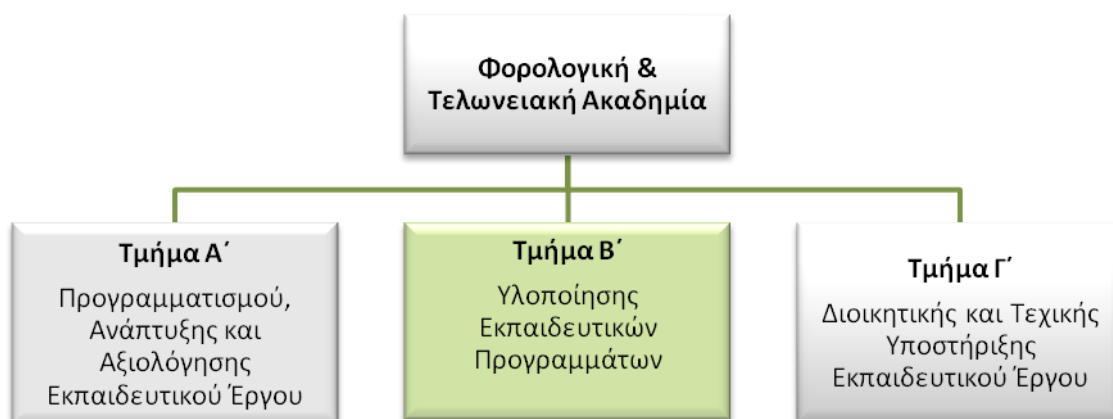 Φορολογική &
Τελωνειακή Ακαδημία
Τμήμα Α΄
Προγραμματισμού,
Ανάπτυξης και
Αξιολόγησης
Εκπαιδευτικού Έργου
Τμήμα Β΄
Υλοποίησης
Εκπαιδευτικών
Προγραμμάτων
Τμήμα Γ΄
Διοικητικής και Τεχικής
Υποστήριξης
Εκπαιδευτικού Έργου